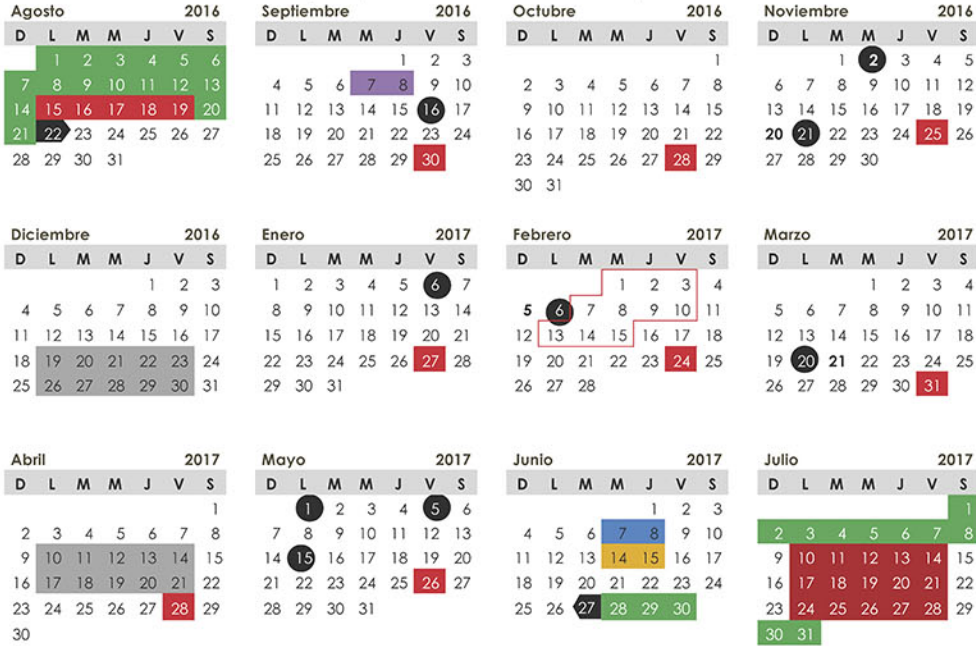 Agosto 2016
D L M M J V S
1 2 3 4 5 6
7 8 9 10 11 12 13
14 15 16 17 18 19 20
21 22 23 24 25 26 27
28 29 30 31
Septiembre 2016
D L M M J V S
1 2 3
4 5 6 7 8 9 10
11 12 13 14 15 16 17
18 19 20 21 22 23 24
25 26 27 28 29 30
Octubre 2016
D L M M J V S
1
2 3 4 5 6 7 8
9 10 11 12 13 14 15
16 17 18 19 20 21 22
23 24 25 26 27 28 29
30 31
Noviembre 2016
D L M M J V S
1 2 3 4 5
6 7 8 9 10 11 12
13 14 15 16 17 18 19
20 21 22 23 24 25 26
27 28 29 30
Diciembre 2016
D L M M J V S
1 2 3
4 5 6 7 8 9 10
11 12 13 14 15 16 17
18 19 20 21 22 23 24
25 26 27 28 29 30 31
Enero 2017
D L M M J V S
1 2 3 4 5 6 7
8 9 10 11 12 13 14
15 16 17 18 19 20 21
22 23 24 25 26 27 28
29 30 31
Febrero 2017
D L M M J V S
1 2 3 4
5 6 7 8 9 10 11
12 13 14 15 16 17 18
19 20 21 22 23 24 25
26 27 28
Marzo 2017
D L M M J V S
1 2 3 4
5 6 7 8 9 10 11
12 13 14 15 16 17 18
19 20 21 22 23 24 25
26 27 28 29 30 31
Abril 2017
D L M M J V S
1
2 3 4 5 6 7 8
9 10 11 12 13 14 15
16 17 18 19 20 21 22
23 24 25 26 27 28 29
30
Mayo 2017
D L M M J V S
1 2 3 4 5 6
7 8 9 10 11 12 13
14 15 16 17 18 19 20
21 22 23 24 25 26 27
28 29 30 31
Junio 2017
D L M M J V S
1 2 3
4 5 6 7 8 9 10
11 12 13 14 15 16 17
18 19 20 21 22 23 24
25 26 27 28 29 30
Julio 2017
D L M M J V S
1
2 3 4 5 6 7 8
9 10 11 12 13 14 15
16 17 18 19 20 21 22
23 24 25 26 27 28 29
30 31